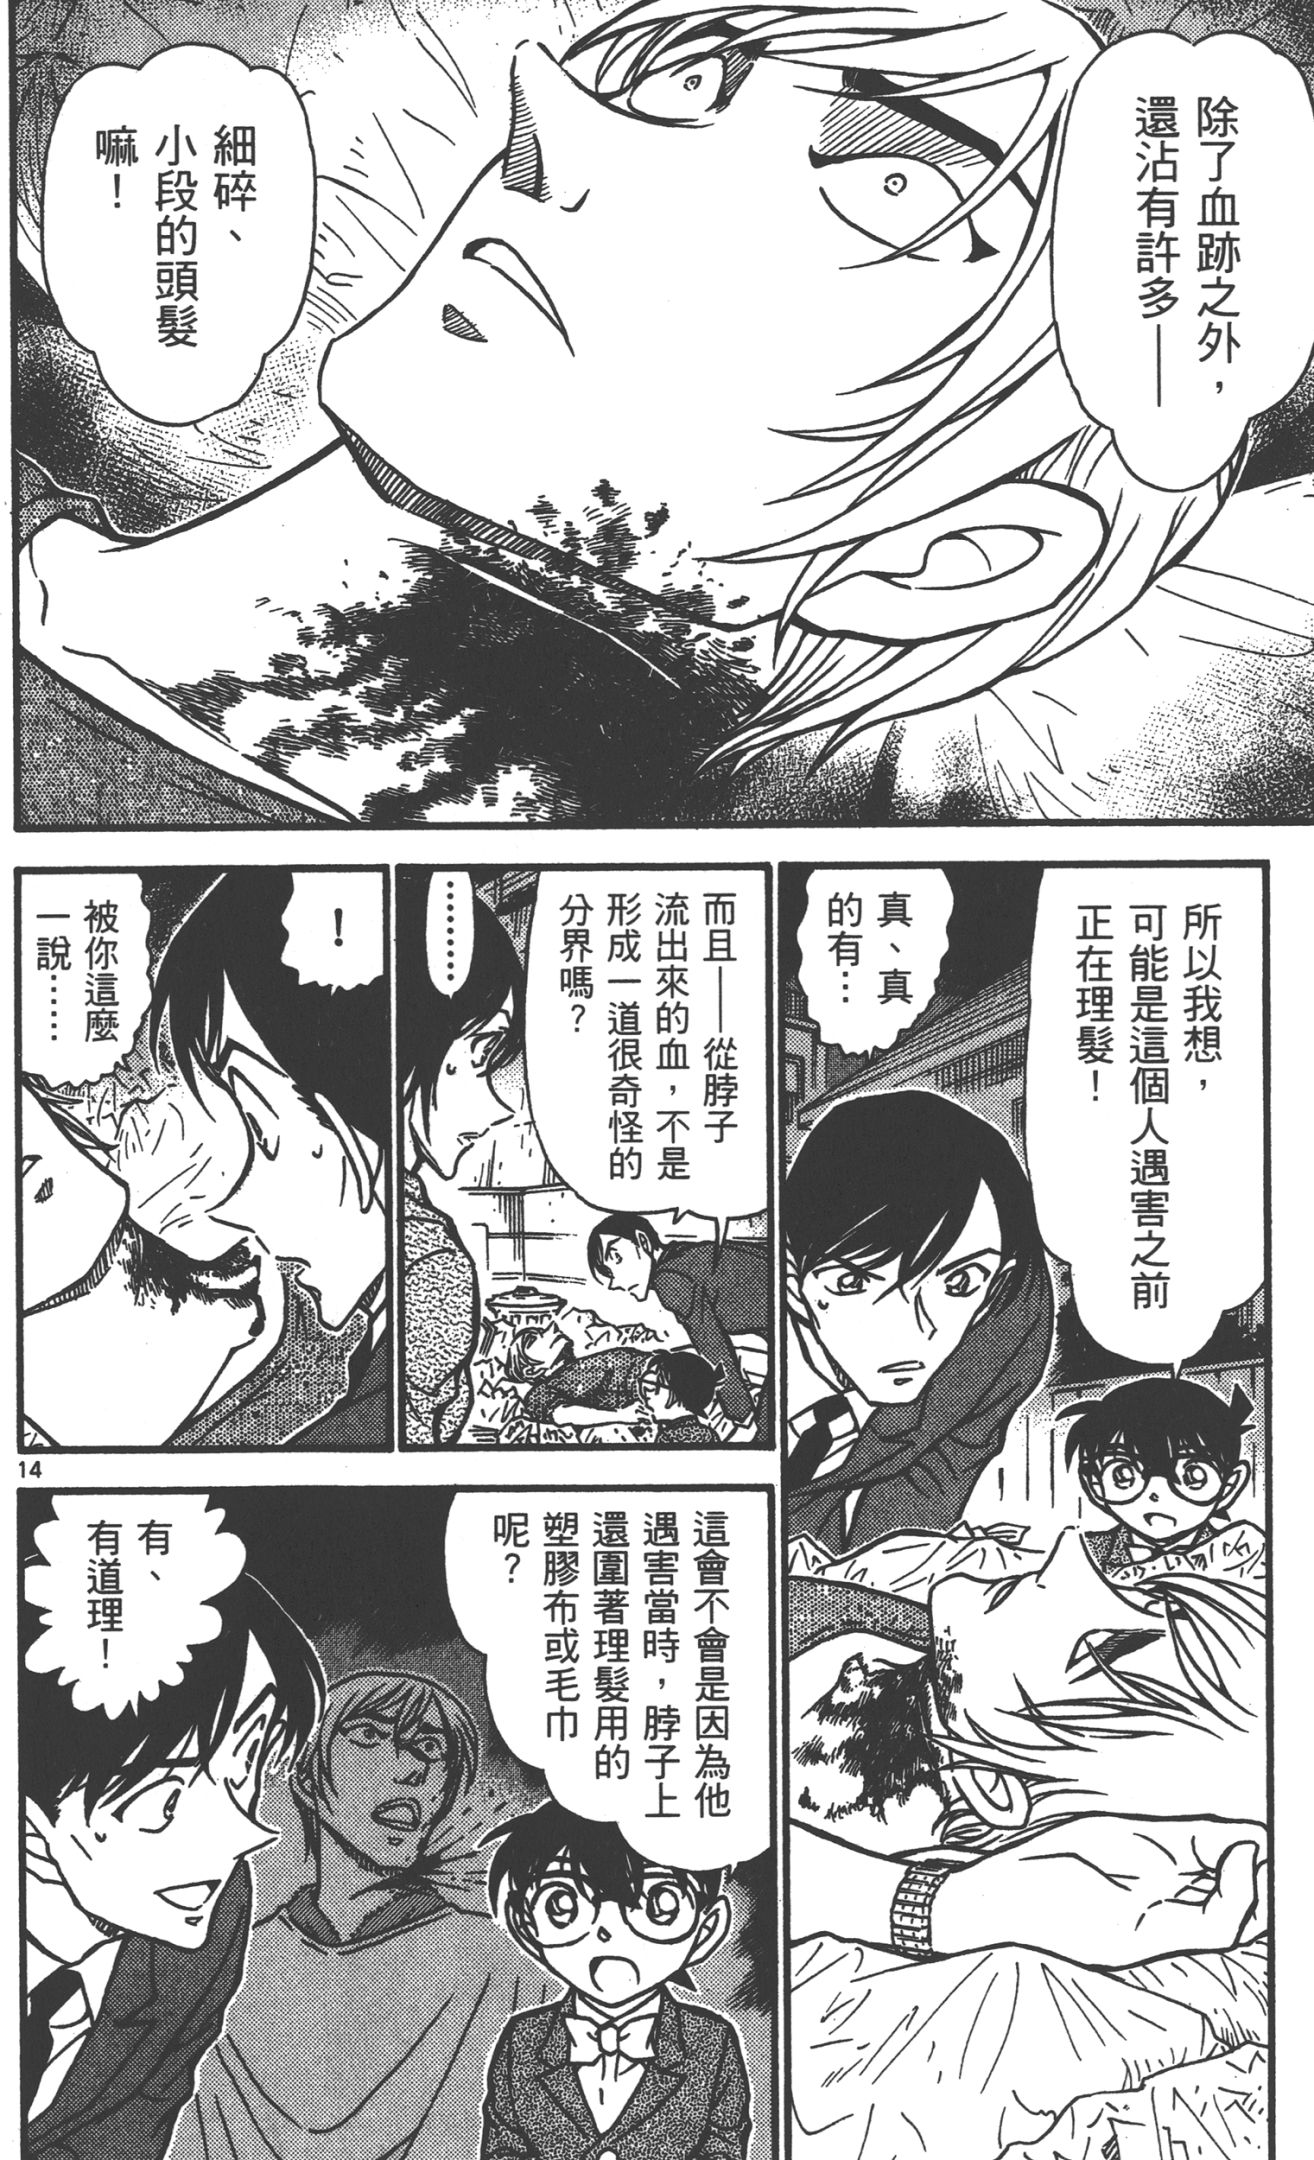 除了血跡之外，
還沾有許多——
細碎、
小段的頭髮
嘛！
所以我想，
可能是這個人遇害之前
正在理髮！
真、真
的有…
而且——從脖子
流出來的血，不是
形成一道很奇怪的
分界嗎？
………
！
被你這麼
一說……
14
這會不會是因為他
遇害當時，脖子上
還圍著理髮用的
塑膠布或毛巾
呢？
有、
有道理！